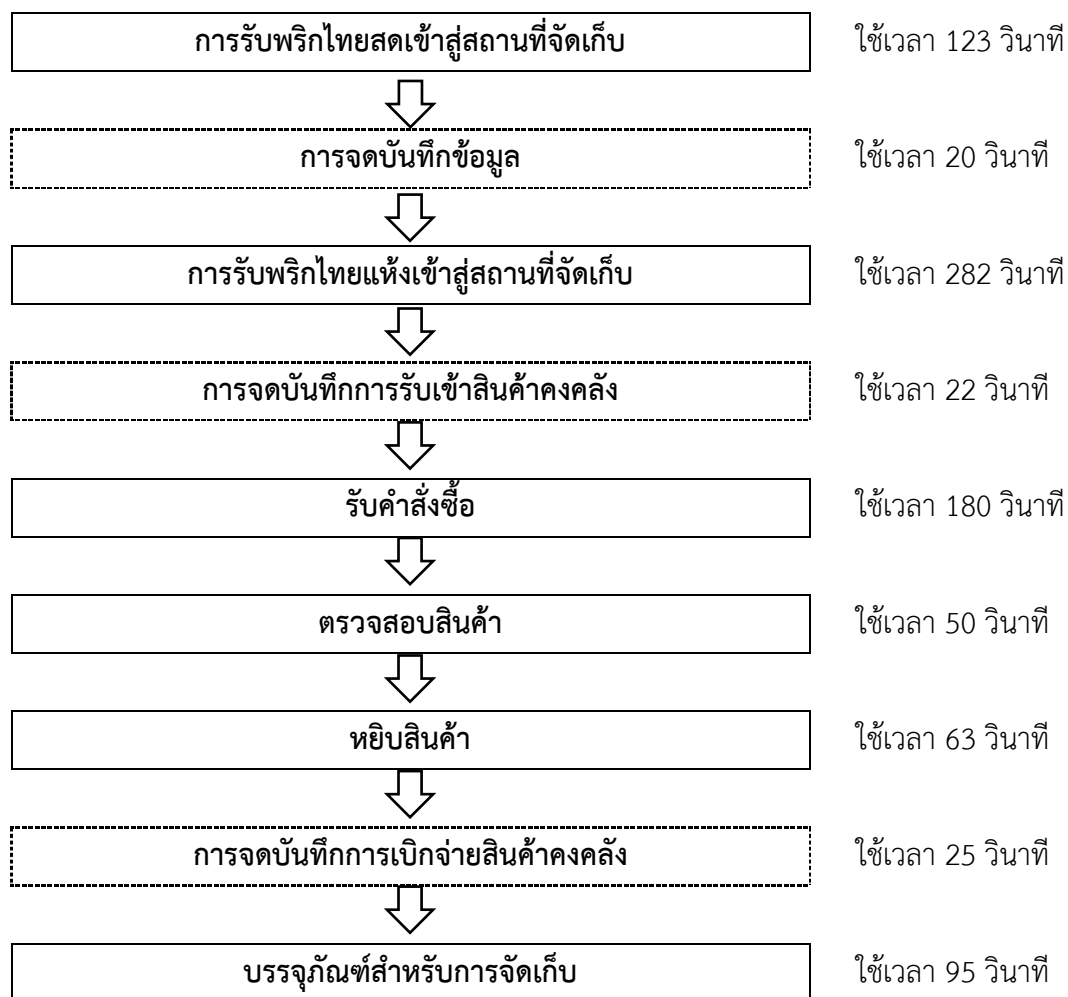 การรับพริกไทยสดเข้าสู่สถานที่จัดเก็บ ใช้เวลา 123 วินาที
การจดบันทึกข้อมูล ใช้เวลา 20 วินาที
การรับพริกไทยแห้งเข้าสู่สถานที่จัดเก็บ ใช้เวลา 282 วินาที
การจดบันทึกการรับเข้าสินค้าคงคลัง ใช้เวลา 22 วินาที
รับคำสั่งซื้อ ใช้เวลา 180 วินาที
ตรวจสอบสินค้า ใช้เวลา 50 วินาที
หยิบสินค้า ใช้เวลา 63 วินาที
การจดบันทึกการเบิกจ่ายสินค้าคงคลัง ใช้เวลา 25 วินาที
บรรจุภัณฑ์สำหรับการจัดเก็บ ใช้เวลา 95 วินาที